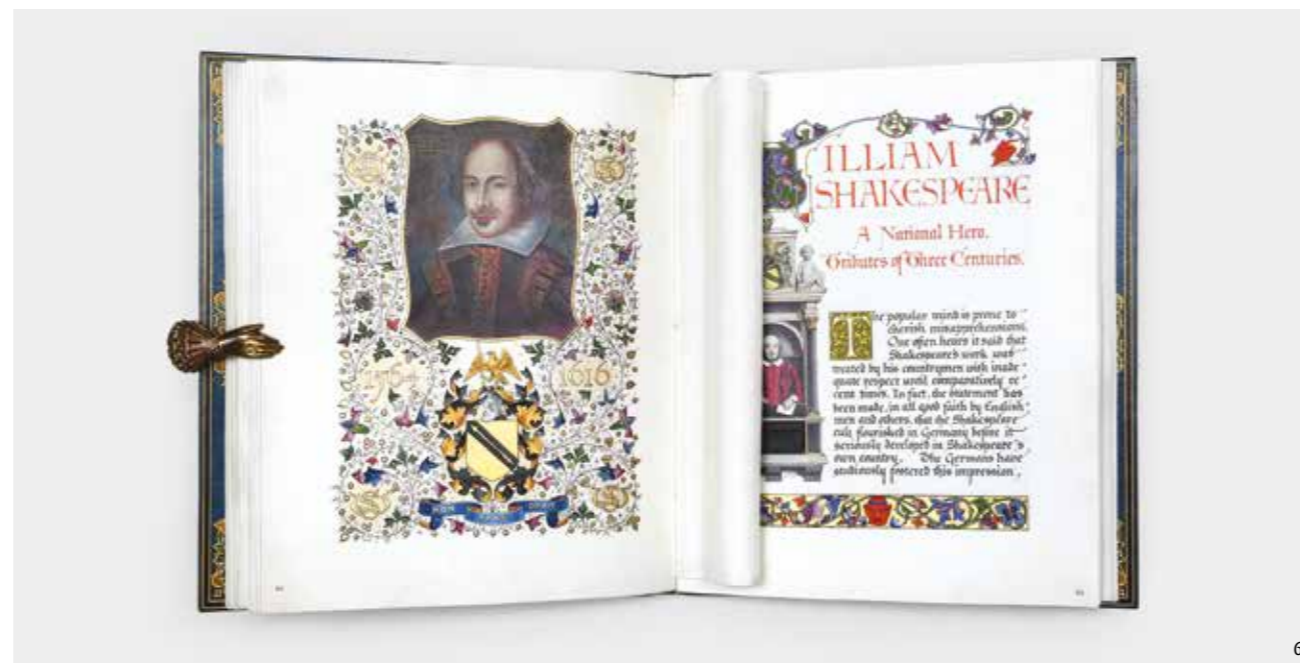 1564 1616
ILLIAM
SHAKESPEARE
A National Hero.
Tributes of Three Centuries.
The popular mind is prone to
cherish misapprehensions.
One often hears it said that
Shakespeare's work was
treated by his countrymen with inade
quate respect until comparatively re
cent times. In fact, the statement has
been made, in all good faith by English
men and others, that the Shakespeare
cult flourished in Germany before it
seriously developed in Shakespeare's
own country. The Germans have
studiously fostered this impression,
6